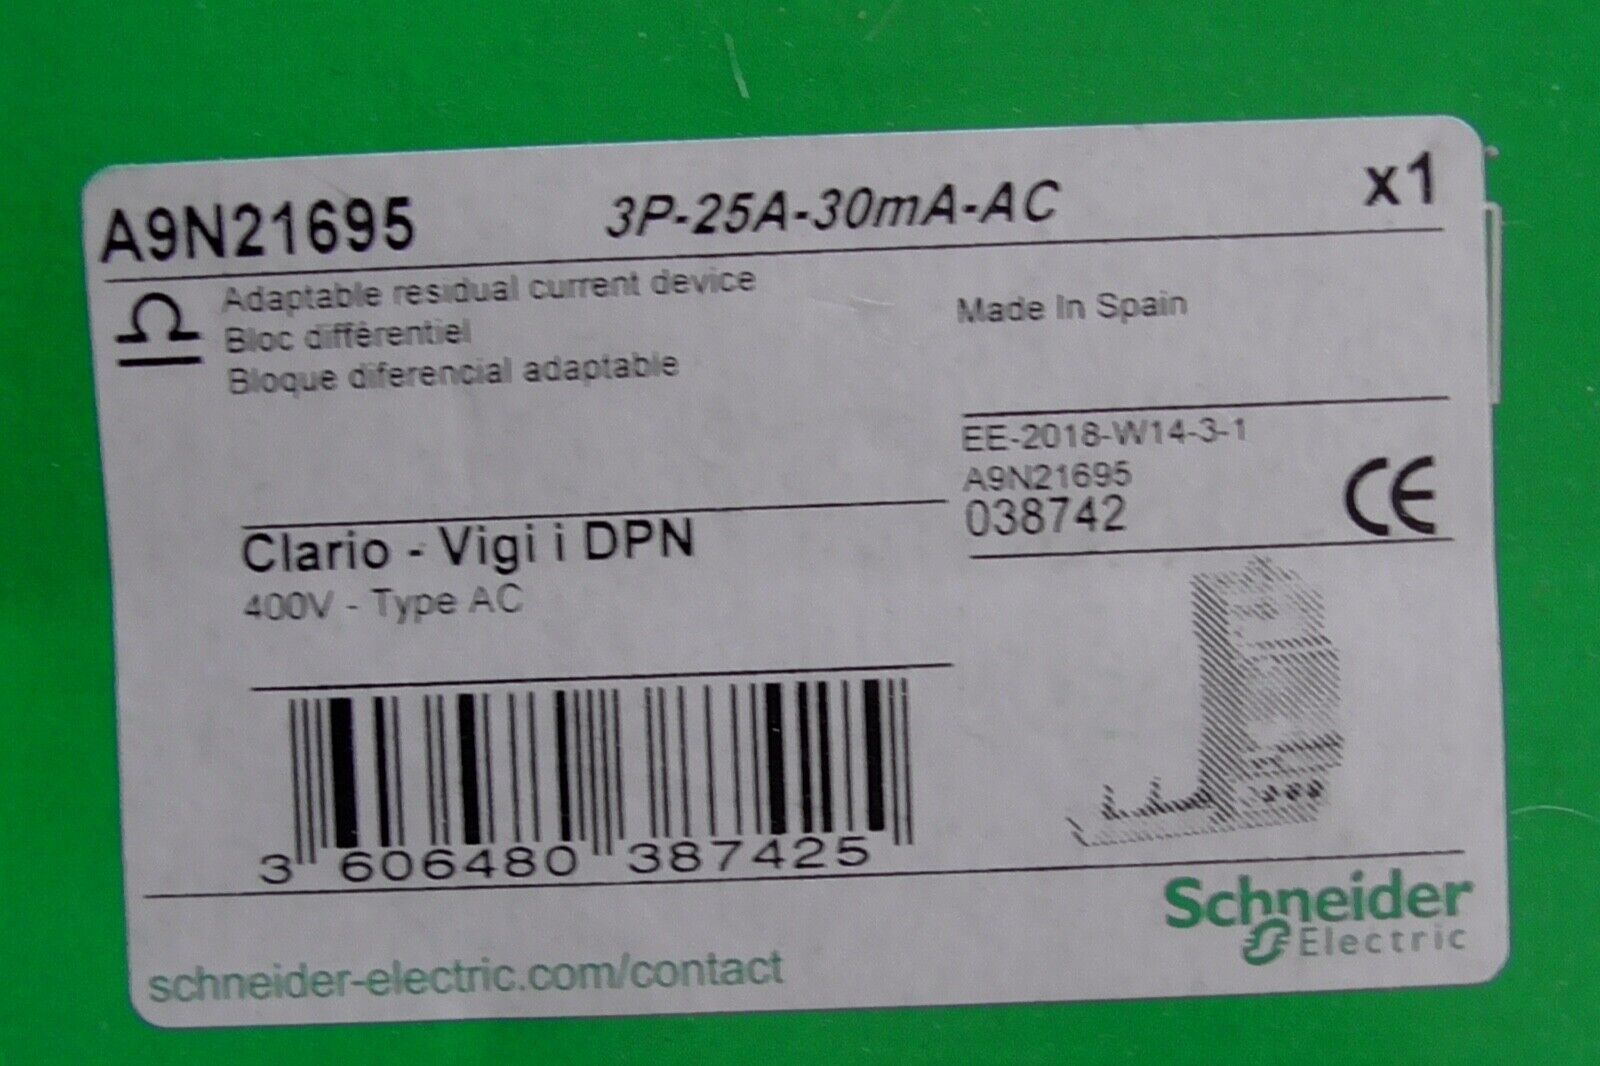 A9N21695 3P-25A-30mA-AC x1
Adaptable residual current device
Bloc différentiel
Bloque diferencial adaptable
Made In Spain
EE-2018-W14-3-1
A9N21695
038742
CE
Clario - Vigi i DPN
400V - Type AC
3 606480 387425
Schneider
Electric
schneider-electric.com/contact